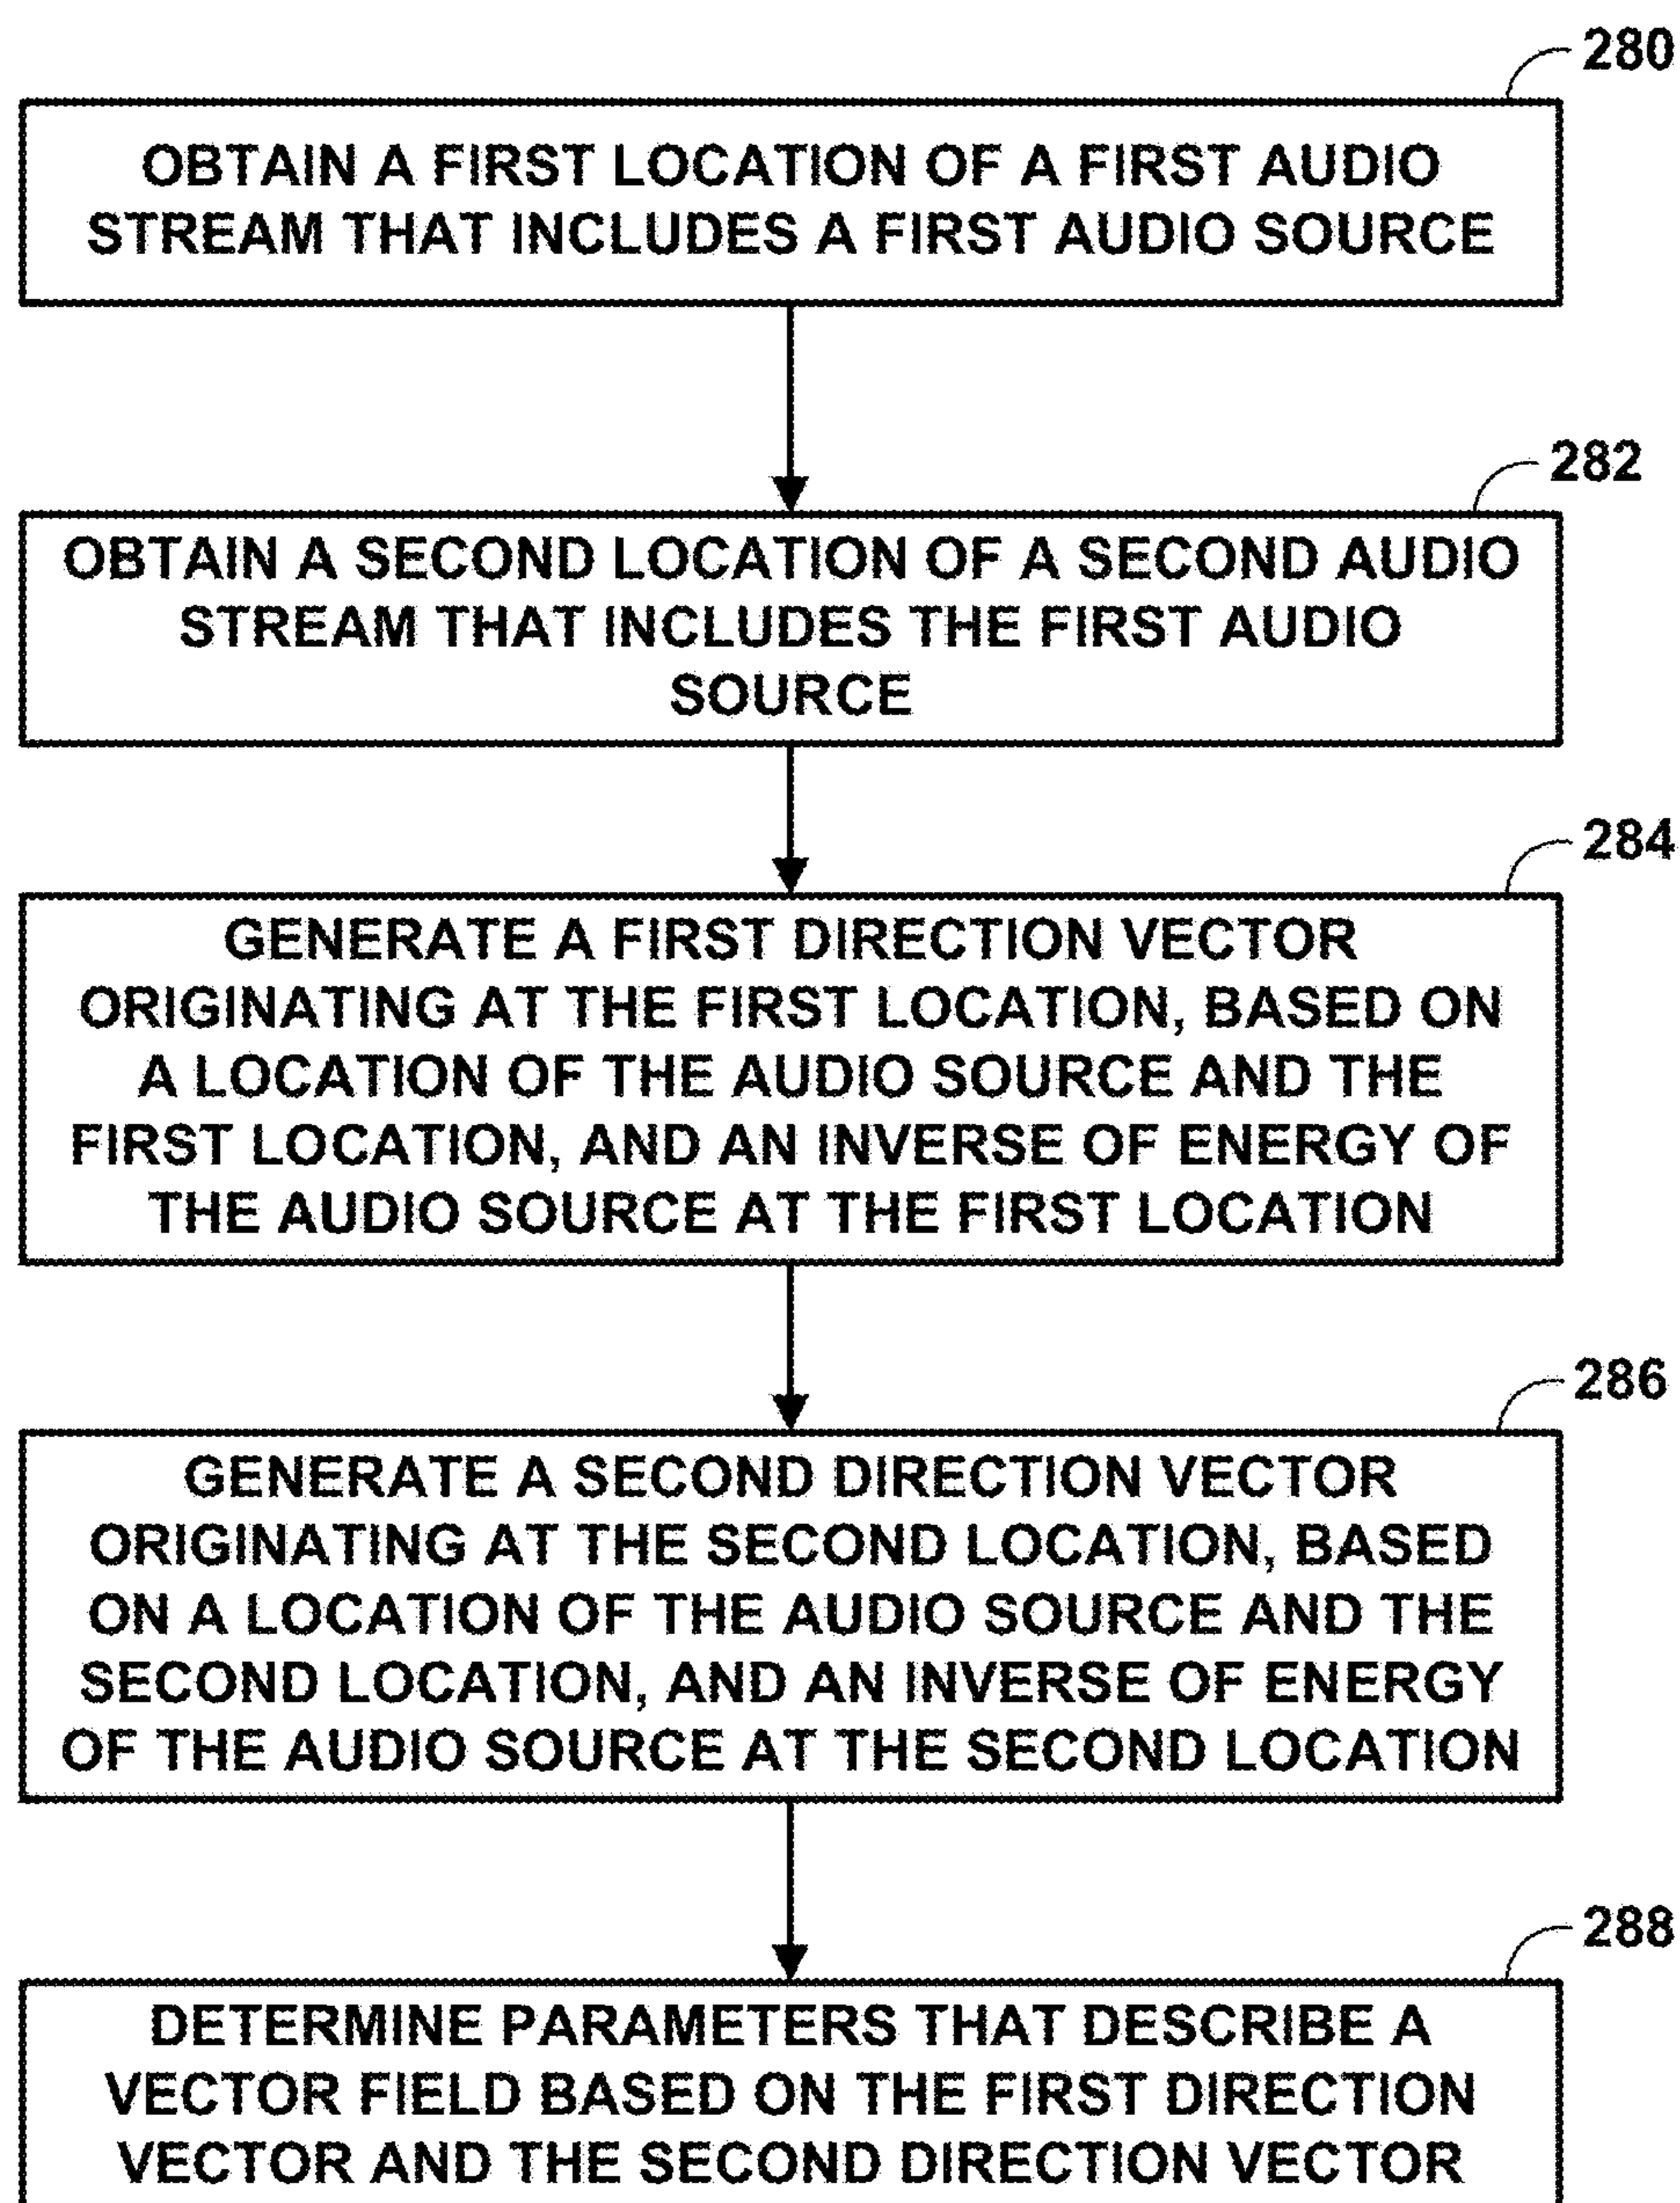 280
OBTAIN A FIRST LOCATION OF A FIRST AUDIO
STREAM THAT INCLUDES A FIRST AUDIO SOURCE
282
OBTAIN A SECOND LOCATION OF A SECOND AUDIO
STREAM THAT INCLUDES THE FIRST AUDIO
SOURCE
284
GENERATE A FIRST DIRECTION VECTOR
ORIGINATING AT THE FIRST LOCATION, BASED ON
A LOCATION OF THE AUDIO SOURCE AND THE
FIRST LOCATION, AND AN INVERSE OF ENERGY OF
THE AUDIO SOURCE AT THE FIRST LOCATION
286
GENERATE A SECOND DIRECTION VECTOR
ORIGINATING AT THE SECOND LOCATION, BASED
ON A LOCATION OF THE AUDIO SOURCE AND THE
SECOND LOCATION, AND AN INVERSE OF ENERGY
OF THE AUDIO SOURCE AT THE SECOND LOCATION
288
DETERMINE PARAMETERS THAT DESCRIBE A
VECTOR FIELD BASED ON THE FIRST DIRECTION
VECTOR AND THE SECOND DIRECTION VECTOR